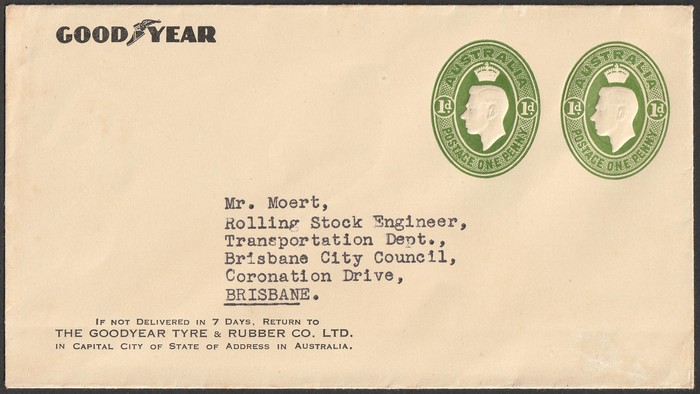 GOODYEAR
AUSTRALIA
1d 1d
POSTAGE ONE PENNY
AUSTRALIA
1d 1d
POSTAGE ONE PENNY
Mr. Moert,
Rolling Stock Engineer,
Transportation Dept.,
Brisbane City Council,
Coronation Drive,
BRISBANE.
IF NOT DELIVERED IN 7 DAYS, RETURN TO
THE GOODYEAR TYRE & RUBBER CO. LTD.
IN CAPITAL CITY OF STATE OF ADDRESS IN AUSTRALIA.